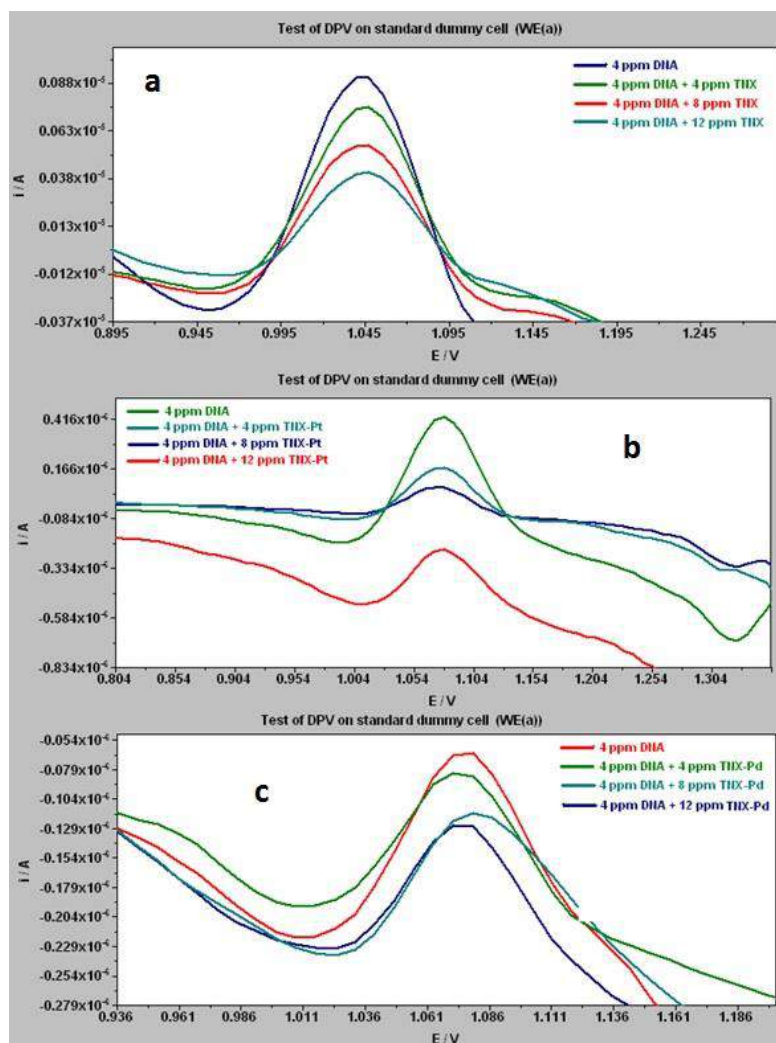 Test of DPV on standard dummy cell (WE(a))
a
4 ppm DNA
4 ppm DNA + 4 ppm TNX
4 ppm DNA + 8 ppm TNX
4 ppm DNA + 12 ppm TNX
0.088x10⁻⁵
0.063x10⁻⁵
0.038x10⁻⁵
0.013x10⁻⁵
-0.012x10⁻⁵
-0.037x10⁻⁵
i / A
0.895 0.945 0.995 1.045 1.095 1.145 1.195 1.245
E / V
Test of DPV on standard dummy cell (WE(a))
b
4 ppm DNA
4 ppm DNA + 4 ppm TNX-Pt
4 ppm DNA + 8 ppm TNX-Pt
4 ppm DNA + 12 ppm TNX-Pt
0.416x10⁻⁶
0.166x10⁻⁶
-0.084x10⁻⁶
-0.334x10⁻⁶
-0.584x10⁻⁶
-0.834x10⁻⁶
i / A
0.804 0.854 0.904 0.954 1.004 1.054 1.104 1.154 1.204 1.254 1.304
E / V
Test of DPV on standard dummy cell (WE(a))
c
4 ppm DNA
4 ppm DNA + 4 ppm TNX-Pd
4 ppm DNA + 8 ppm TNX-Pd
4 ppm DNA + 12 ppm TNX-Pd
-0.054x10⁻⁶
-0.079x10⁻⁶
-0.104x10⁻⁶
-0.129x10⁻⁶
-0.154x10⁻⁶
-0.179x10⁻⁶
-0.204x10⁻⁶
-0.229x10⁻⁶
-0.254x10⁻⁶
-0.279x10⁻⁶
i / A
0.936 0.961 0.986 1.011 1.036 1.061 1.086 1.111 1.136 1.161 1.186
E / V